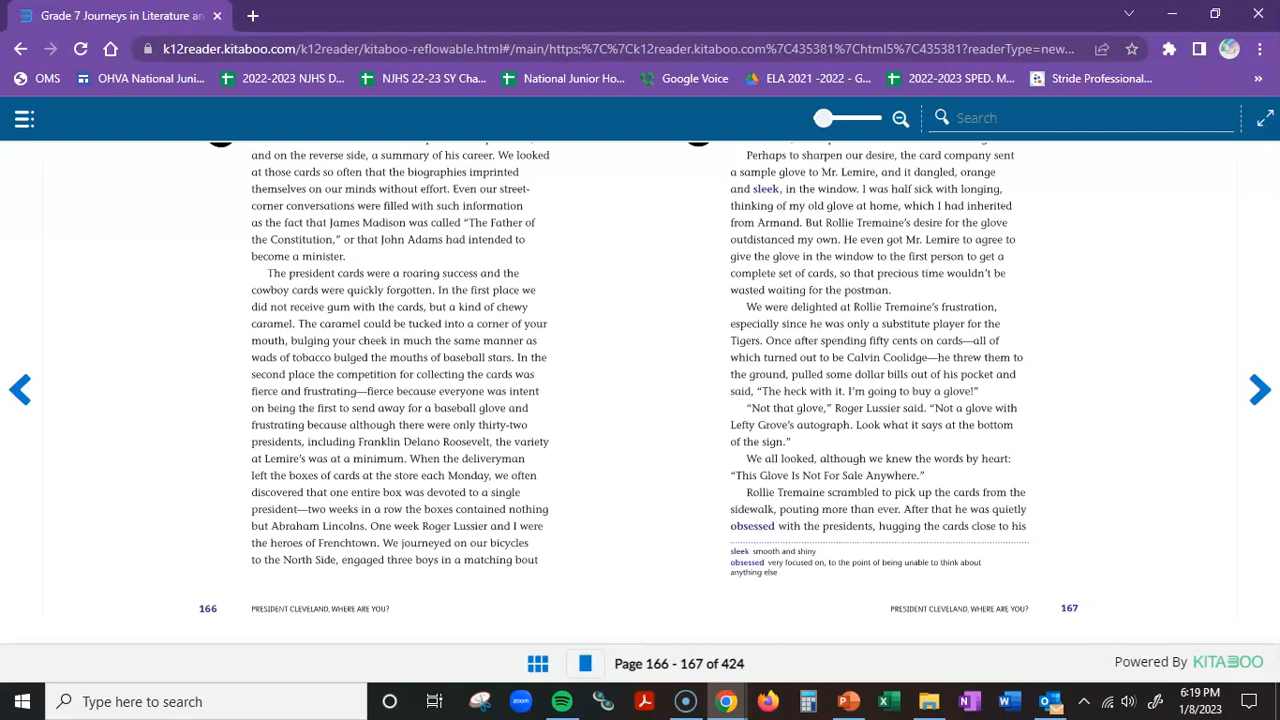 Grade 7 Journeys in Literature an
k12reader.kitaboo.com/k12reader/kitaboo-reflowable.html#/main/https;%7C%7Ck12reader.kitaboo.com%7C435381%7Chtml5%7C435381?readerType=new...
OMS
OHVA National Juni...
2022-2023 NJHS D...
NJHS 22-23 SY Cha...
National Junior Ho...
Google Voice
ELA 2021 -2022 - G...
2022-2023 SPED. M...
Stride Professional...
Search
and on the reverse side, a summary of his career. We looked
at those cards so often that the biographies imprinted
themselves on our minds without effort. Even our street-
corner conversations were filled with such information
as the fact that James Madison was called “The Father of
the Constitution,” or that John Adams had intended to
become a minister.
The president cards were a roaring success and the
cowboy cards were quickly forgotten. In the first place we
did not receive gum with the cards, but a kind of chewy
caramel. The caramel could be tucked into a corner of your
mouth, bulging your cheek in much the same manner as
wads of tobacco bulged the mouths of baseball stars. In the
second place the competition for collecting the cards was
fierce and frustrating—fierce because everyone was intent
on being the first to send away for a baseball glove and
frustrating because although there were only thirty-two
presidents, including Franklin Delano Roosevelt, the variety
at Lemire’s was at a minimum. When the deliveryman
left the boxes of cards at the store each Monday, we often
discovered that one entire box was devoted to a single
president—two weeks in a row the boxes contained nothing
but Abraham Lincolns. One week Roger Lussier and I were
the heroes of Frenchtown. We journeyed on our bicycles
to the North Side, engaged three boys in a matching bout
166
PRESIDENT CLEVELAND, WHERE ARE YOU?
Perhaps to sharpen our desire, the card company sent
a sample glove to Mr. Lemire, and it dangled, orange
and sleek, in the window. I was half sick with longing,
thinking of my old glove at home, which I had inherited
from Armand. But Rollie Tremaine’s desire for the glove
outdistanced my own. He even got Mr. Lemire to agree to
give the glove in the window to the first person to get a
complete set of cards, so that precious time wouldn’t be
wasted waiting for the postman.
We were delighted at Rollie Tremaine’s frustration,
especially since he was only a substitute player for the
Tigers. Once after spending fifty cents on cards—all of
which turned out to be Calvin Coolidge—he threw them to
the ground, pulled some dollar bills out of his pocket and
said, “The heck with it. I’m going to buy a glove!”
“Not that glove,” Roger Lussier said. “Not a glove with
Lefty Grove’s autograph. Look what it says at the bottom
of the sign.”
We all looked, although we knew the words by heart:
“This Glove Is Not For Sale Anywhere.”
Rollie Tremaine scrambled to pick up the cards from the
sidewalk, pouting more than ever. After that he was quietly
obsessed with the presidents, hugging the cards close to his
sleek smooth and shiny
obsessed very focused on, to the point of being unable to think about
anything else
PRESIDENT CLEVELAND, WHERE ARE YOU?
167
Page 166 - 167 of 424
Powered By KITABOO
Type here to search
zoom
6:19 PM
1/8/2023